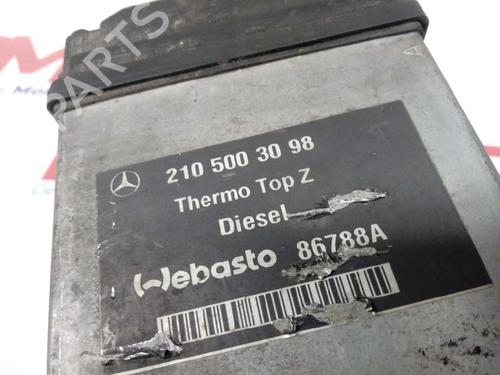 210 500 30 98
Thermo Top Z
Diesel
Webasto 86788A
PARTS